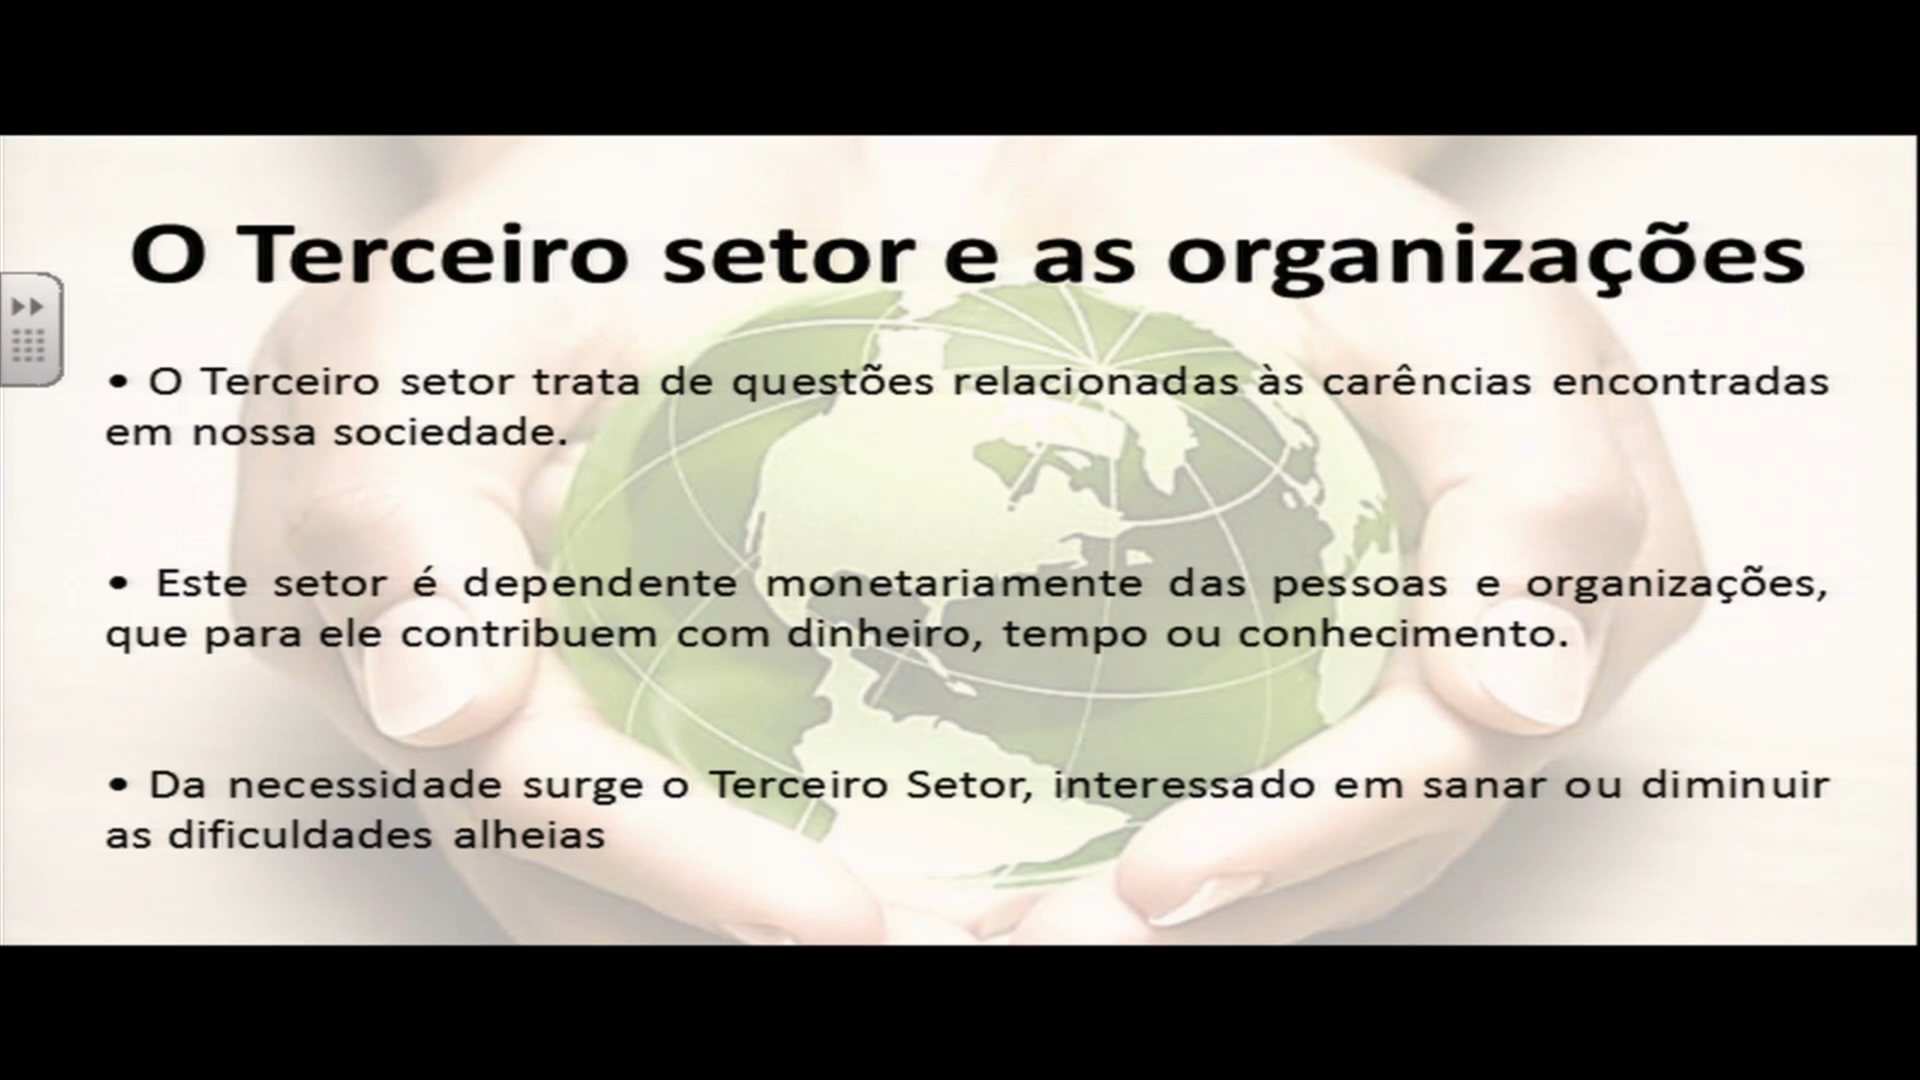 O Terceiro setor e as organizações
• O Terceiro setor trata de questões relacionadas às carências encontradas
em nossa sociedade.
• Este setor é dependente monetariamente das pessoas e organizações,
que para ele contribuem com dinheiro, tempo ou conhecimento.
• Da necessidade surge o Terceiro Setor, interessado em sanar ou diminuir
as dificuldades alheias